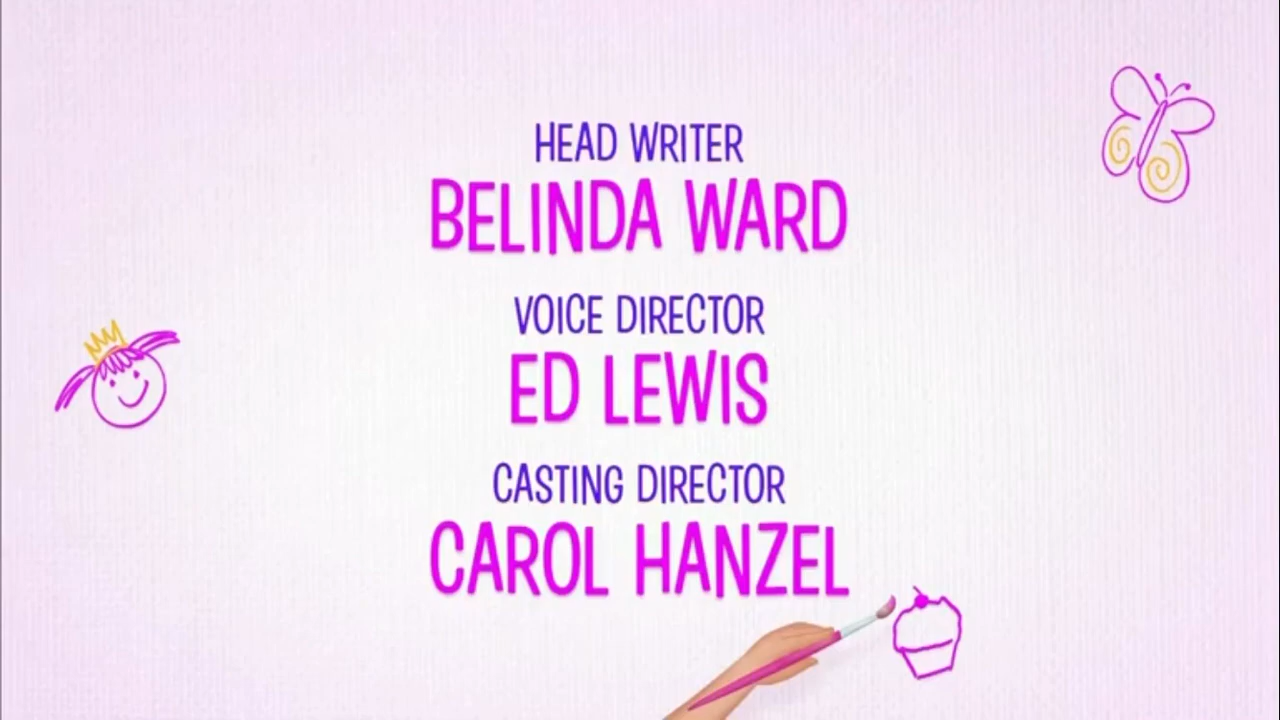 HEAD WRITER
BELINDA WARD
VOICE DIRECTOR
ED LEWIS
CASTING DIRECTOR
CAROL HANZEL